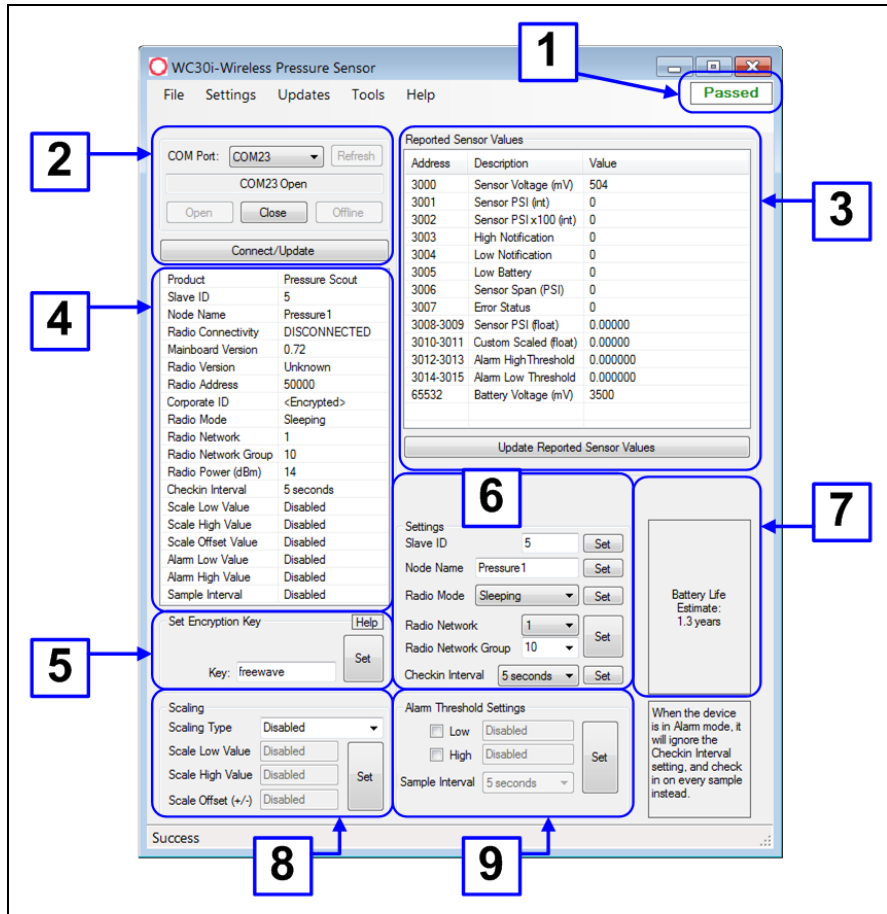 1
WC30i-Wireless Pressure Sensor
File Settings Updates Tools Help
Passed
2
COM Port: COM23 Refresh
COM23 Open
Open Close Offline
Connect/Update
Reported Sensor Values
Address Description Value
3000 Sensor Voltage (mV) 504
3001 Sensor PSI (int) 0
3002 Sensor PSI x100 (int) 0
3003 High Notification 0
3004 Low Notification 0
3005 Low Battery 0
3006 Sensor Span (PSI) 0
3007 Error Status 0
3008-3009 Sensor PSI (float) 0.00000
3010-3011 Custom Scaled (float) 0.00000
3012-3013 Alarm HighThreshold 0.000000
3014-3015 Alarm Low Threshold 0.000000
65532 Battery Voltage (mV) 3500
Update Reported Sensor Values
3
4
Product Pressure Scout
Slave ID 5
Node Name Pressure1
Radio Connectivity DISCONNECTED
Mainboard Version 0.72
Radio Version Unknown
Radio Address 50000
Corporate ID <Encrypted>
Radio Mode Sleeping
Radio Network 1
Radio Network Group 10
Radio Power (dBm) 14
Checkin Interval 5 seconds
Scale Low Value Disabled
Scale High Value Disabled
Scale Offset Value Disabled
Alarm Low Value Disabled
Alarm High Value Disabled
Sample Interval Disabled
6
Settings
Slave ID 5 Set
Node Name Pressure1 Set
Radio Mode Sleeping Set
Radio Network 1
Radio Network Group 10
Set
Checkin Interval 5 seconds Set
7
Battery Life
Estimate:
1.3 years
5
Set Encryption Key Help
Key: freewave
Set
Scaling
Scaling Type Disabled
Scale Low Value Disabled
Scale High Value Disabled
Scale Offset (+/-) Disabled
Set
Alarm Threshold Settings
Low Disabled
High Disabled
Sample Interval 5 seconds
Set
When the device
is in Alarm mode, it
will ignore the
Checkin Interval
setting, and check
in on every sample
instead.
Success
8
9